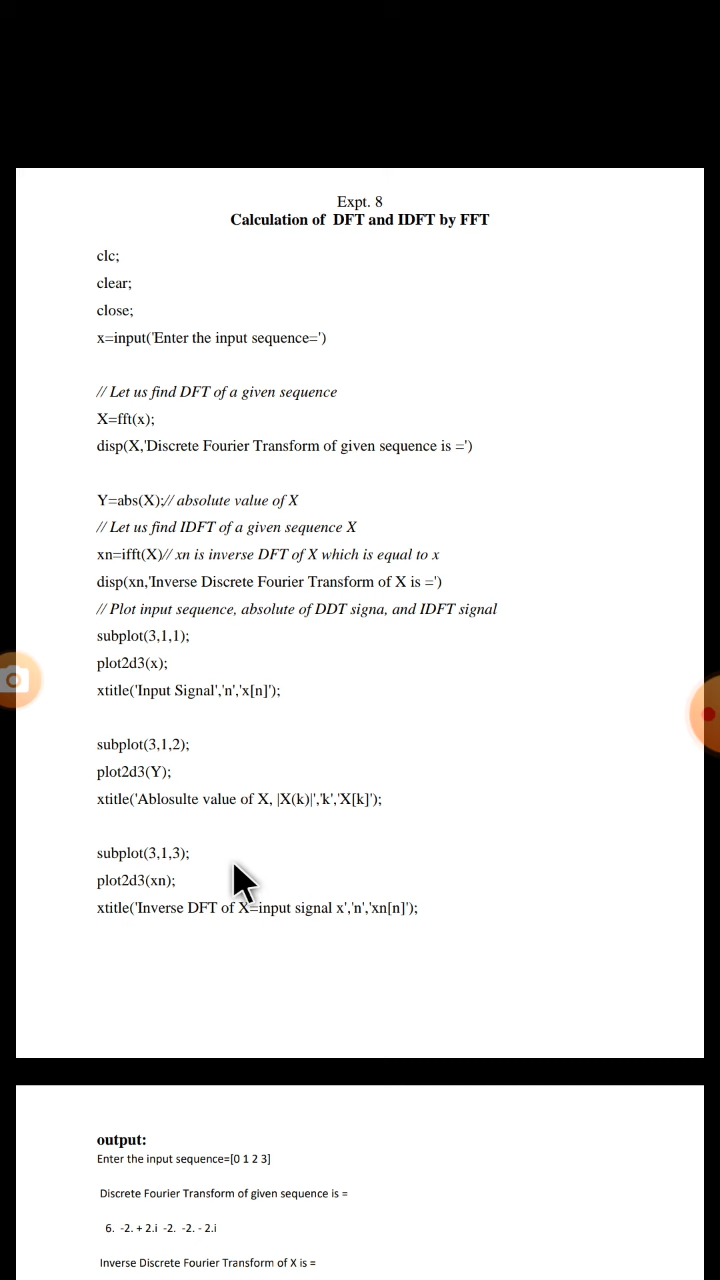 Expt. 8
Calculation of DFT and IDFT by FFT
clc;
clear;
close;
x=input('Enter the input sequence=')
// Let us find DFT of a given sequence
X=fft(x);
disp(X,'Discrete Fourier Transform of given sequence is =')
Y=abs(X);// absolute value of X
// Let us find IDFT of a given sequence X
xn=ifft(X)// xn is inverse DFT of X which is equal to x
disp(xn,'Inverse Discrete Fourier Transform of X is =')
// Plot input sequence, absolute of DDT signa, and IDFT signal
subplot(3,1,1);
plot2d3(x);
xtitle('Input Signal','n','x[n]');
subplot(3,1,2);
plot2d3(Y);
xtitle('Ablosulte value of X, |X(k)|','k','X[k]');
subplot(3,1,3);
plot2d3(xn);
xtitle('Inverse DFT of X=input signal x','n','xn[n]');
output:
Enter the input sequence=[0 1 2 3]
Discrete Fourier Transform of given sequence is =
6. -2. + 2.i -2. -2. - 2.i
Inverse Discrete Fourier Transform of X is =